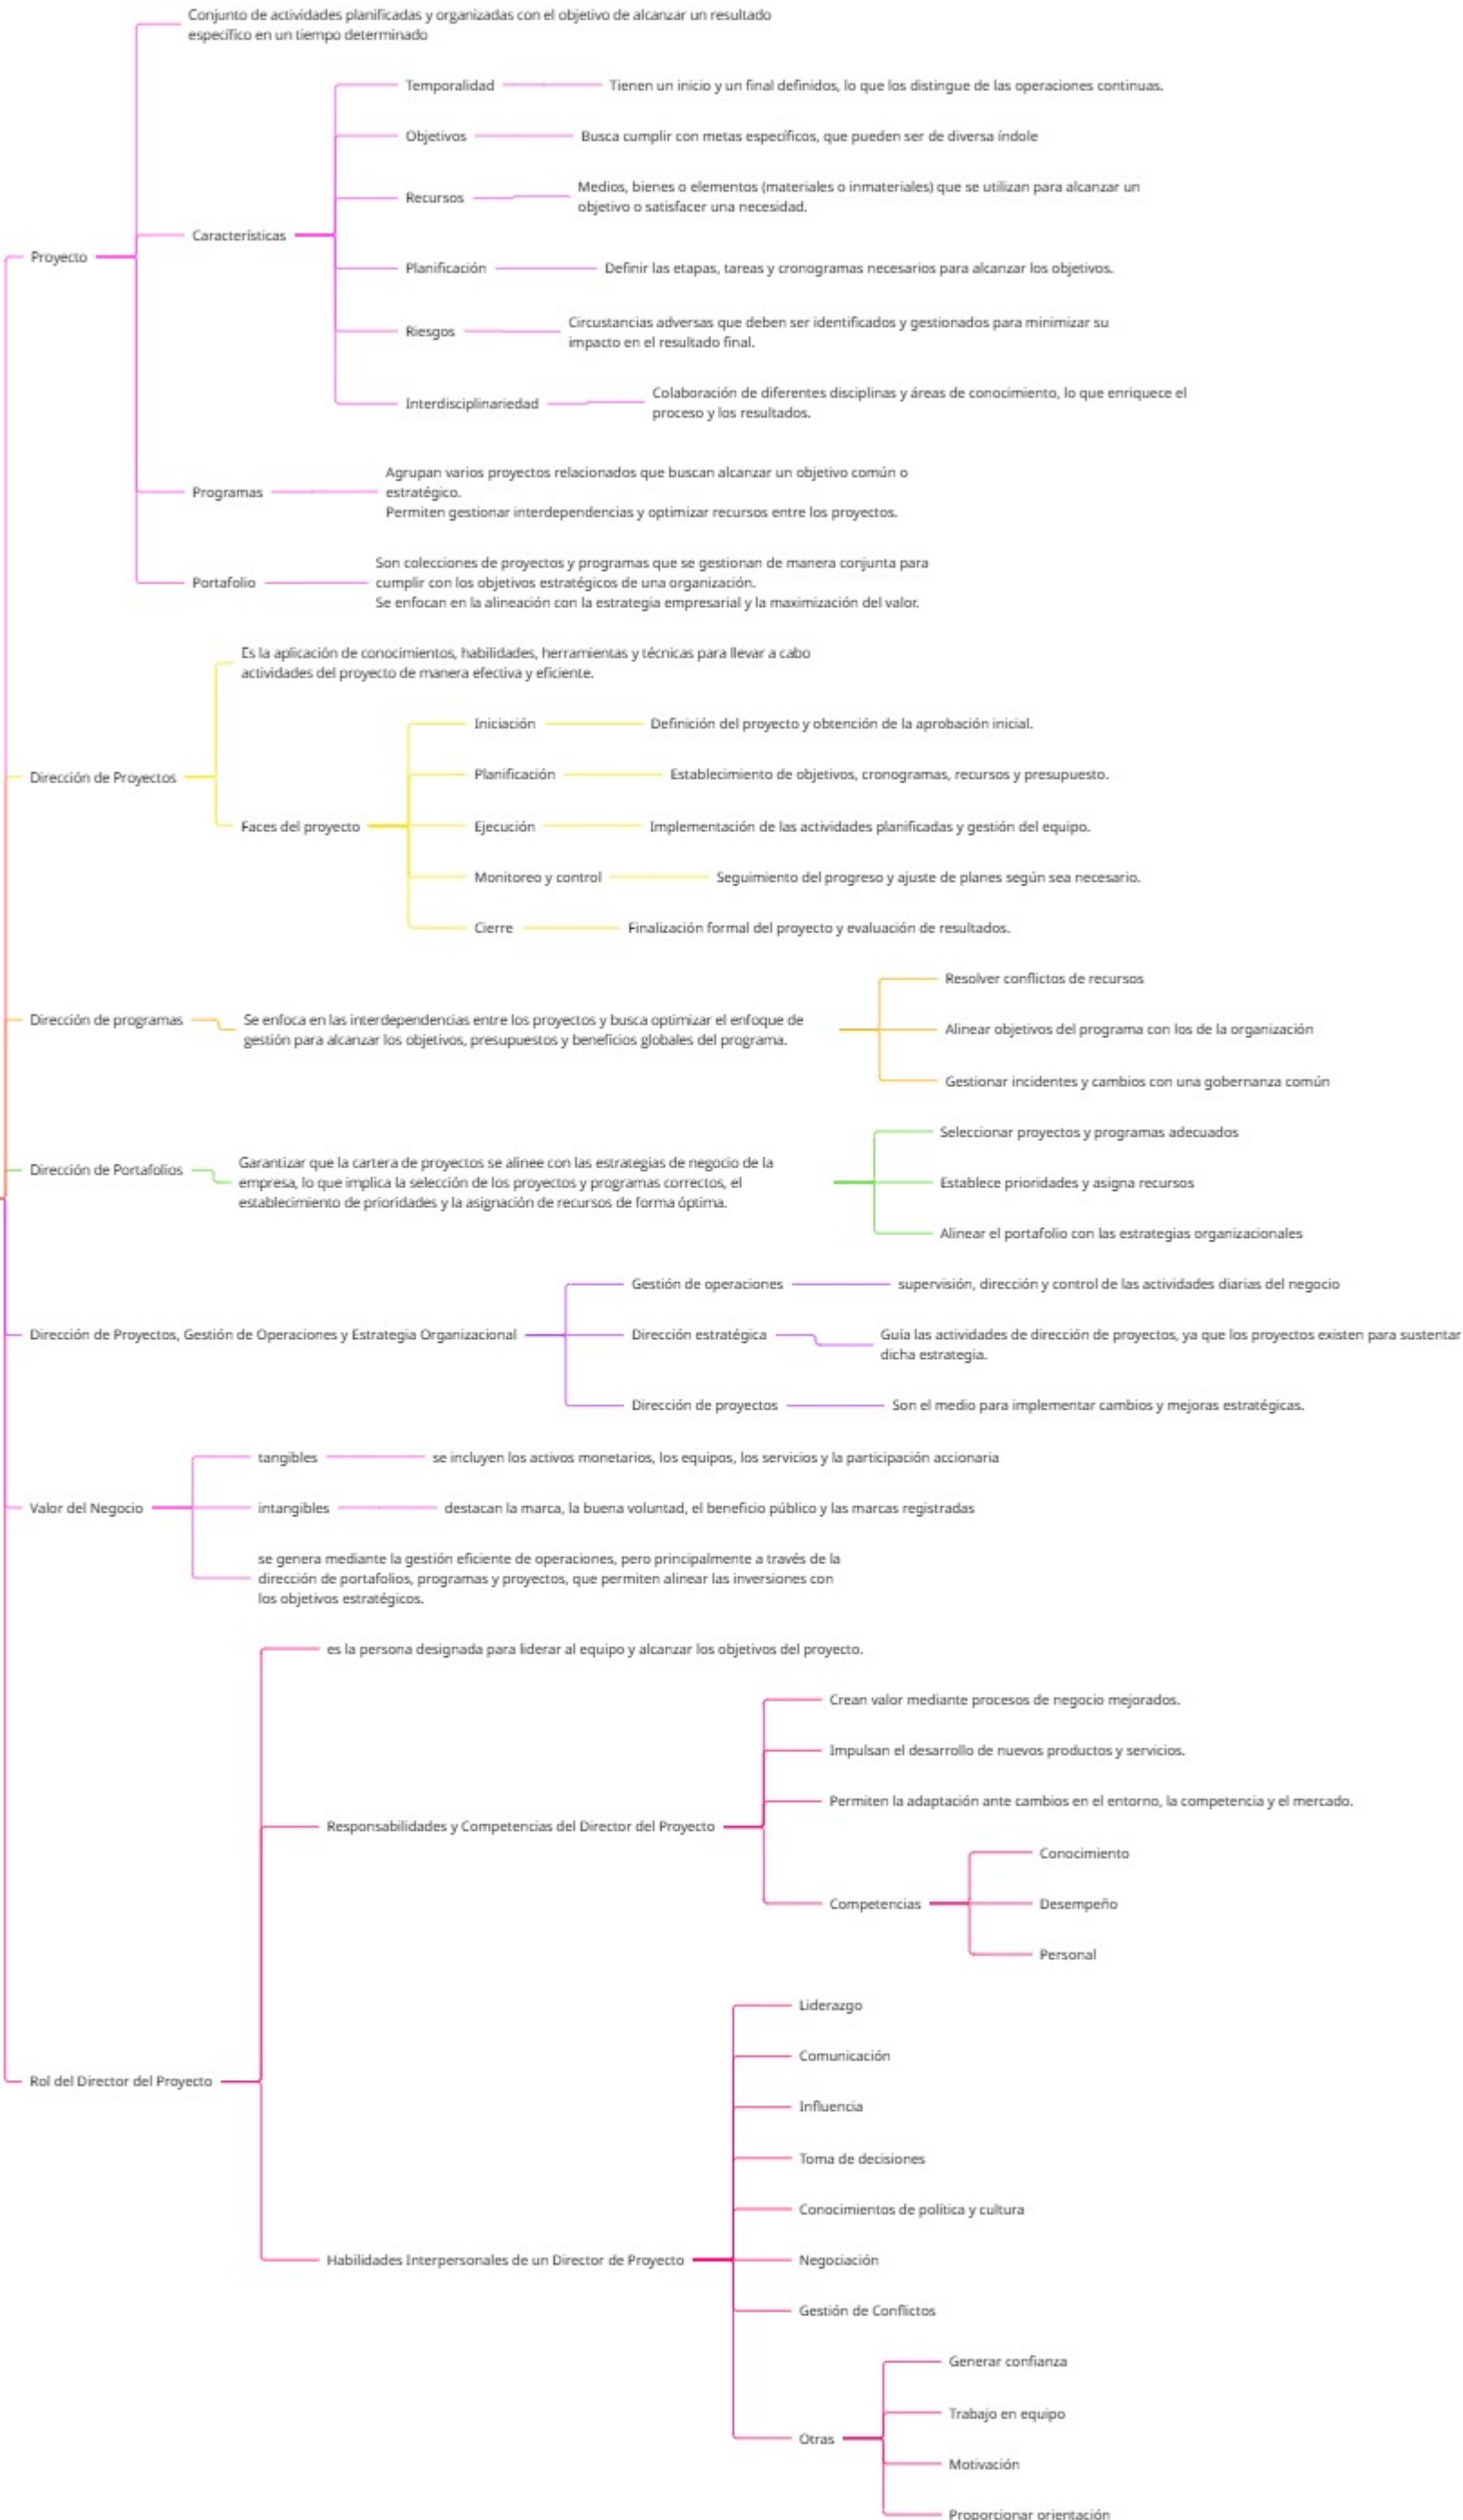 Conjunto de actividades planificadas y organizadas con el objetivo de alcanzar un resultado
específico en un tiempo determinado
Temporalidad
Tienen un inicio y un final definidos, lo que los distingue de las operaciones continuas.
Objetivos
Busca cumplir con metas específicos, que pueden ser de diversa índole
Recursos
Medios, bienes o elementos (materiales o inmateriales) que se utilizan para alcanzar un
objetivo o satisfacer una necesidad.
Características
Proyecto
Planificación
Definir las etapas, tareas y cronogramas necesarios para alcanzar los objetivos.
Riesgos
Circustancias adversas que deben ser identificados y gestionados para minimizar su
impacto en el resultado final.
Interdisciplinariedad
Colaboración de diferentes disciplinas y áreas de conocimiento, lo que enriquece el
proceso y los resultados.
Programas
Agrupan varios proyectos relacionados que buscan alcanzar un objetivo común o
estratégico.
Permiten gestionar interdependencias y optimizar recursos entre los proyectos.
Portafolio
Son colecciones de proyectos y programas que se gestionan de manera conjunta para
cumplir con los objetivos estratégicos de una organización.
Se enfocan en la alineación con la estrategia empresarial y la maximización del valor.
Es la aplicación de conocimientos, habilidades, herramientas y técnicas para llevar a cabo
actividades del proyecto de manera efectiva y eficiente.
Iniciación
Definición del proyecto y obtención de la aprobación inicial.
Dirección de Proyectos
Planificación
Establecimiento de objetivos, cronogramas, recursos y presupuesto.
Faces del proyecto
Ejecución
Implementación de las actividades planificadas y gestión del equipo.
Monitoreo y control
Seguimiento del progreso y ajuste de planes según sea necesario.
Cierre
Finalización formal del proyecto y evaluación de resultados.
Resolver conflictos de recursos
Dirección de programas
Se enfoca en las interdependencias entre los proyectos y busca optimizar el enfoque de
gestión para alcanzar los objetivos, presupuestos y beneficios globales del programa.
Alinear objetivos del programa con los de la organización
Gestionar incidentes y cambios con una gobernanza común
Seleccionar proyectos y programas adecuados
Dirección de Portafolios
Garantizar que la cartera de proyectos se alinee con las estrategias de negocio de la
empresa, lo que implica la selección de los proyectos y programas correctos, el
establecimiento de prioridades y la asignación de recursos de forma óptima.
Establece prioridades y asigna recursos
Alinear el portafolio con las estrategias organizacionales
Gestión de operaciones
supervisión, dirección y control de las actividades diarias del negocio
Dirección de Proyectos, Gestión de Operaciones y Estrategia Organizacional
Dirección estratégica
Guía las actividades de dirección de proyectos, ya que los proyectos existen para sustentar
dicha estrategia.
Dirección de proyectos
Son el medio para implementar cambios y mejoras estratégicas.
tangibles
se incluyen los activos monetarios, los equipos, los servicios y la participación accionaria
Valor del Negocio
intangibles
destacan la marca, la buena voluntad, el beneficio público y las marcas registradas
se genera mediante la gestión eficiente de operaciones, pero principalmente a través de la
dirección de portafolios, programas y proyectos, que permiten alinear las inversiones con
los objetivos estratégicos.
es la persona designada para liderar al equipo y alcanzar los objetivos del proyecto.
Crean valor mediante procesos de negocio mejorados.
Impulsan el desarrollo de nuevos productos y servicios.
Permiten la adaptación ante cambios en el entorno, la competencia y el mercado.
Responsabilidades y Competencias del Director del Proyecto
Conocimiento
Competencias
Desempeño
Personal
Liderazgo
Comunicación
Rol del Director del Proyecto
Influencia
Toma de decisiones
Conocimientos de política y cultura
Habilidades Interpersonales de un Director de Proyecto
Negociación
Gestión de Conflictos
Generar confianza
Trabajo en equipo
Otras
Motivación
Proporcionar orientación